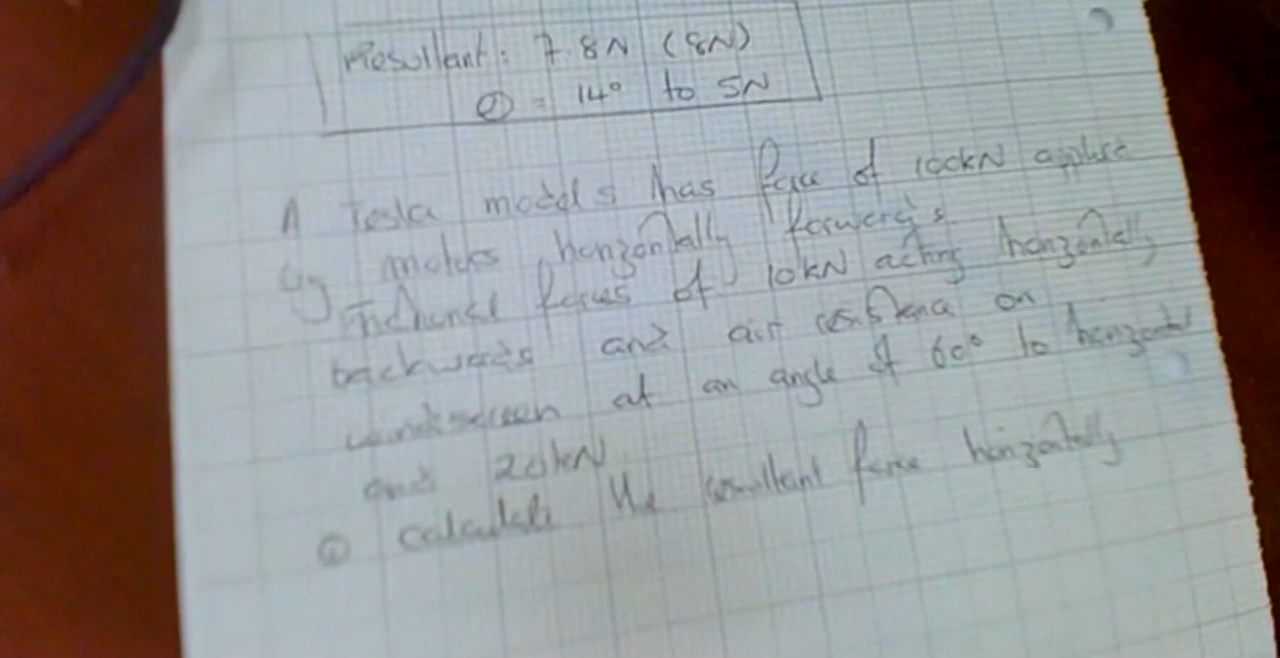 Resultant: 7.8N (8N)
θ = 14° to 5N
A Tesla model s has force of 100kN applied
by motors horizontally forwards
forces of 10kN acting horizontally
backwards and air resistance on
windscreen at an angle of 60° to horizontal
and 20kN
calculate the resultant force horizontally